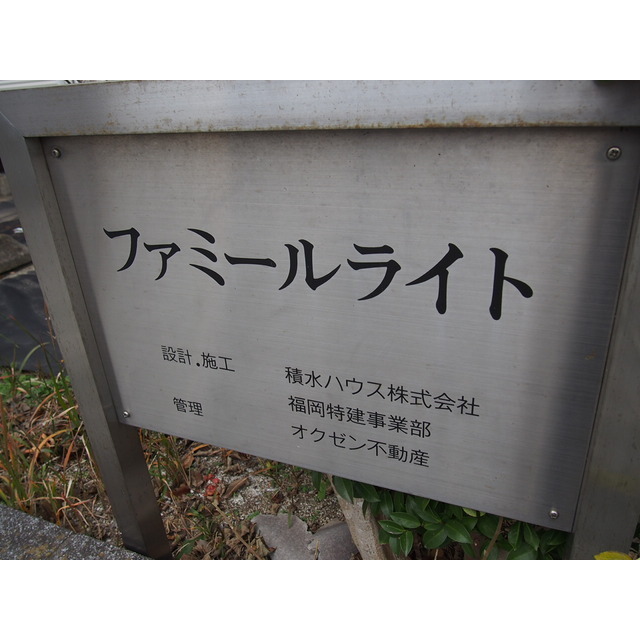 ファミールライト
設計.施工 積水ハウス株式会社
福岡特建事業部
管理 オクゼン不動産